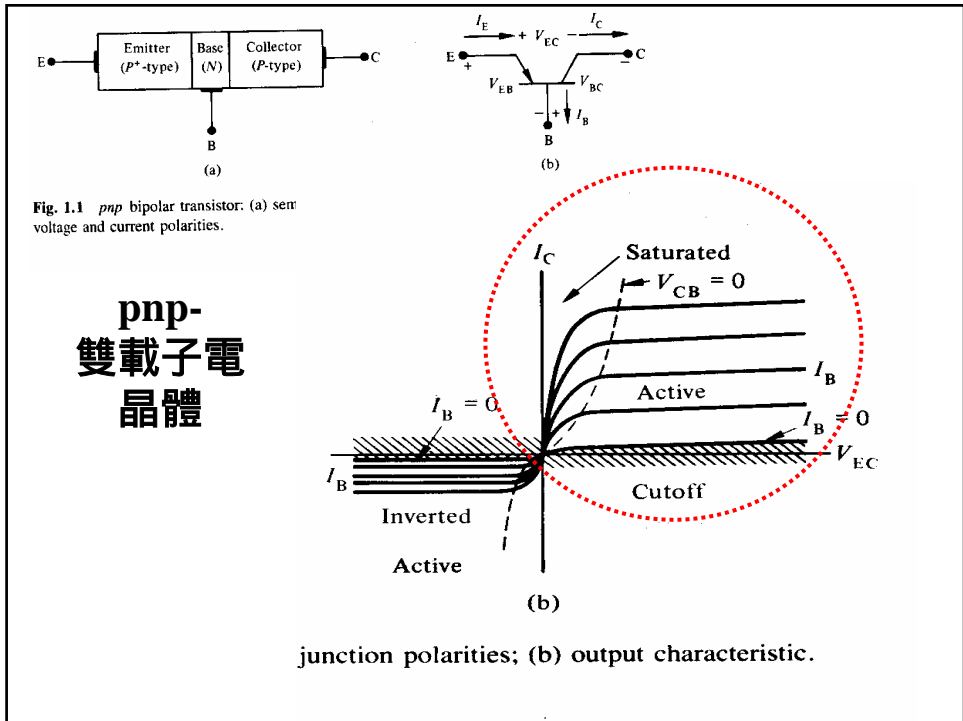 Emitter Base Collector
E (P⁺-type) (N) (P-type) C
B
(a)
I_E + V_EC − I_C
E + − C
V_EB V_BC
− + I_B
B
(b)
Fig. 1.1 pnp bipolar transistor: (a) sem
voltage and current polarities.
pnp-
雙載子電
晶體
I_C Saturated
V_CB = 0
I_B
Active
I_B = 0 I_B = 0
V_EC
I_B
Cutoff
Inverted
Active
(b)
junction polarities; (b) output characteristic.